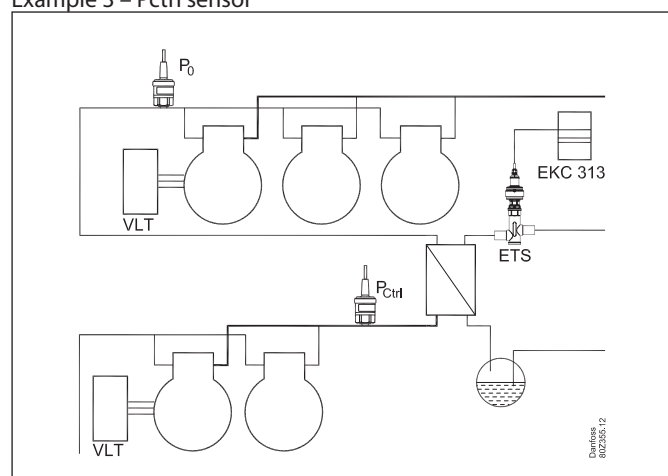 Example 3 – Pctrl sensor
P0
EKC 313
VLT
ETS
PCtrl
VLT
Danfoss
80Z355.12